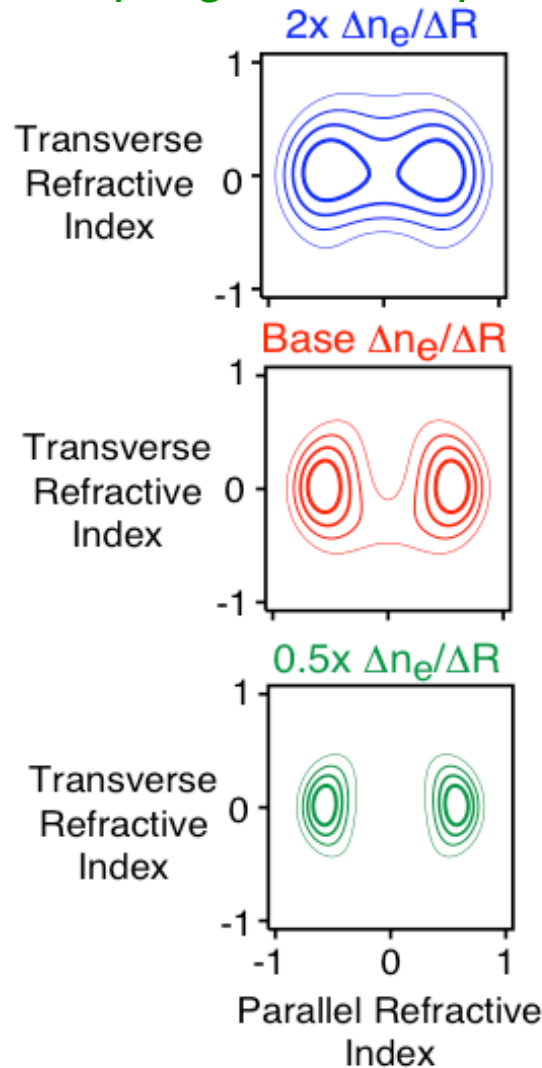 2x Δnₑ/ΔR
1
Transverse
Refractive
Index
0
-1
Base Δnₑ/ΔR
1
Transverse
Refractive
Index
0
-1
0.5x Δnₑ/ΔR
1
Transverse
Refractive
Index
0
-1
-1 0 1
Parallel Refractive
Index